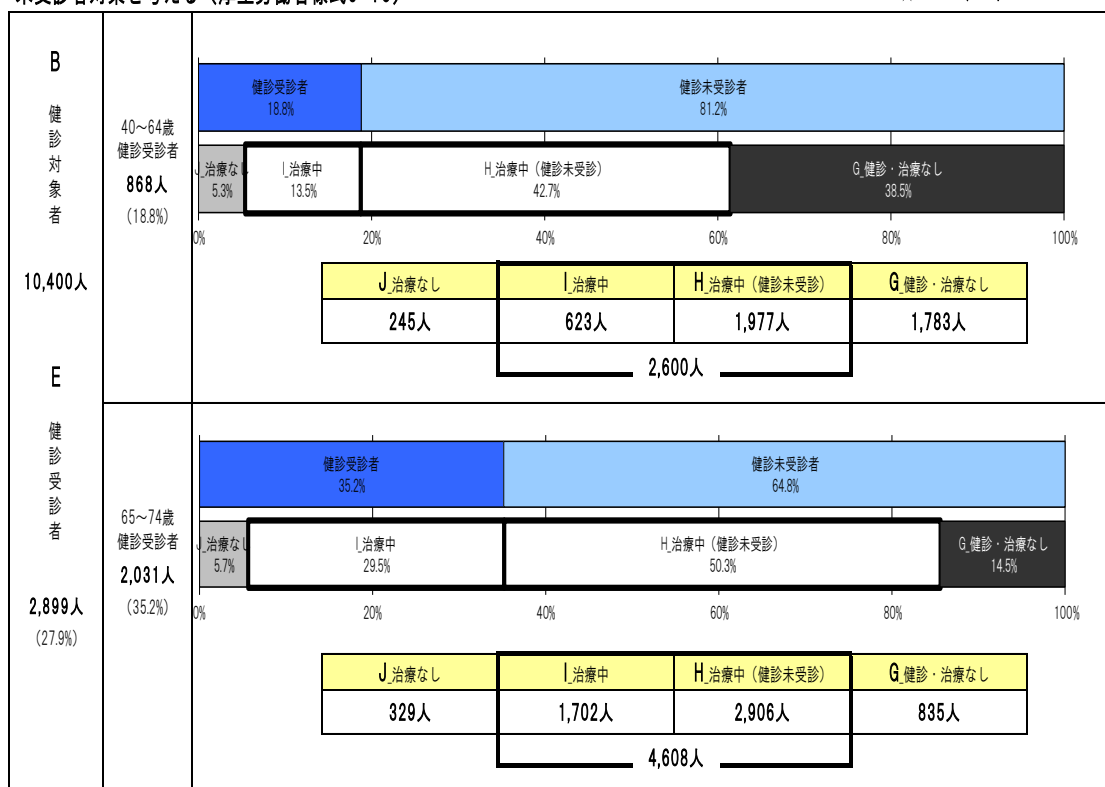 B
健診対象者
10,400人
E
健診受診者
2,899人
(27.9%)
40～64歳
健診受診者
868人
(18.8%)
健診受診者
18.8%
健診未受診者
81.2%
J_治療なし
5.3%
I_治療中
13.5%
H_治療中（健診未受診）
42.7%
G_健診・治療なし
38.5%
0% 20% 40% 60% 80% 100%
J_治療なし I_治療中 H_治療中（健診未受診） G_健診・治療なし
245人 623人 1,977人 1,783人
2,600人
65～74歳
健診受診者
2,031人
(35.2%)
健診受診者
35.2%
健診未受診者
64.8%
J_治療なし
5.7%
I_治療中
29.5%
H_治療中（健診未受診）
50.3%
G_健診・治療なし
14.5%
0% 20% 40% 60% 80% 100%
J_治療なし I_治療中 H_治療中（健診未受診） G_健診・治療なし
329人 1,702人 2,906人 835人
4,608人